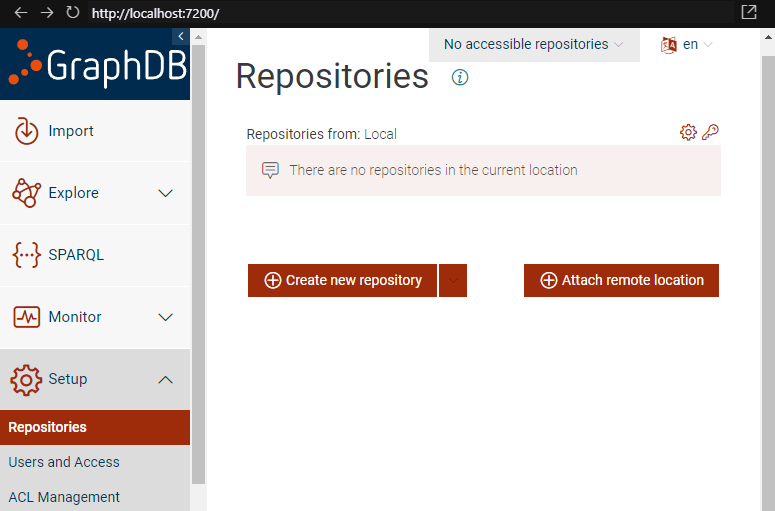 http://localhost:7200/
GraphDB
No accessible repositories
en
Repositories
Import
Repositories from: Local
There are no repositories in the current location
Explore
SPARQL
Create new repository
Attach remote location
Monitor
Setup
Repositories
Users and Access
ACL Management